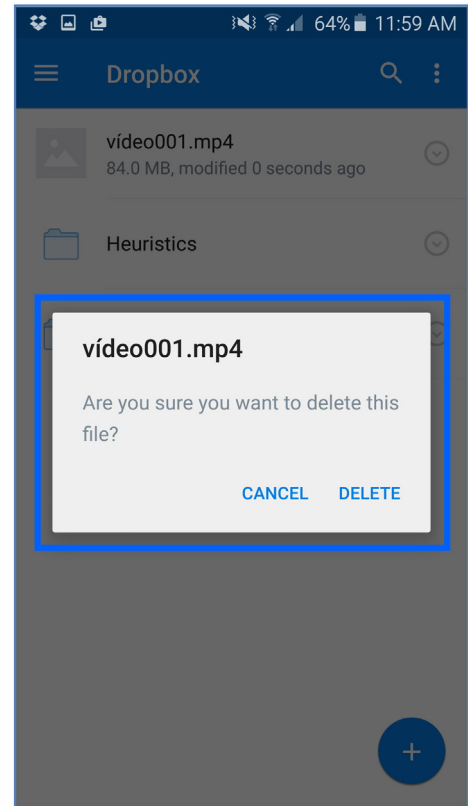 64% 11:59 AM
Dropbox
vídeo001.mp4
84.0 MB, modified 0 seconds ago
Heuristics
vídeo001.mp4
Are you sure you want to delete this
file?
CANCEL DELETE